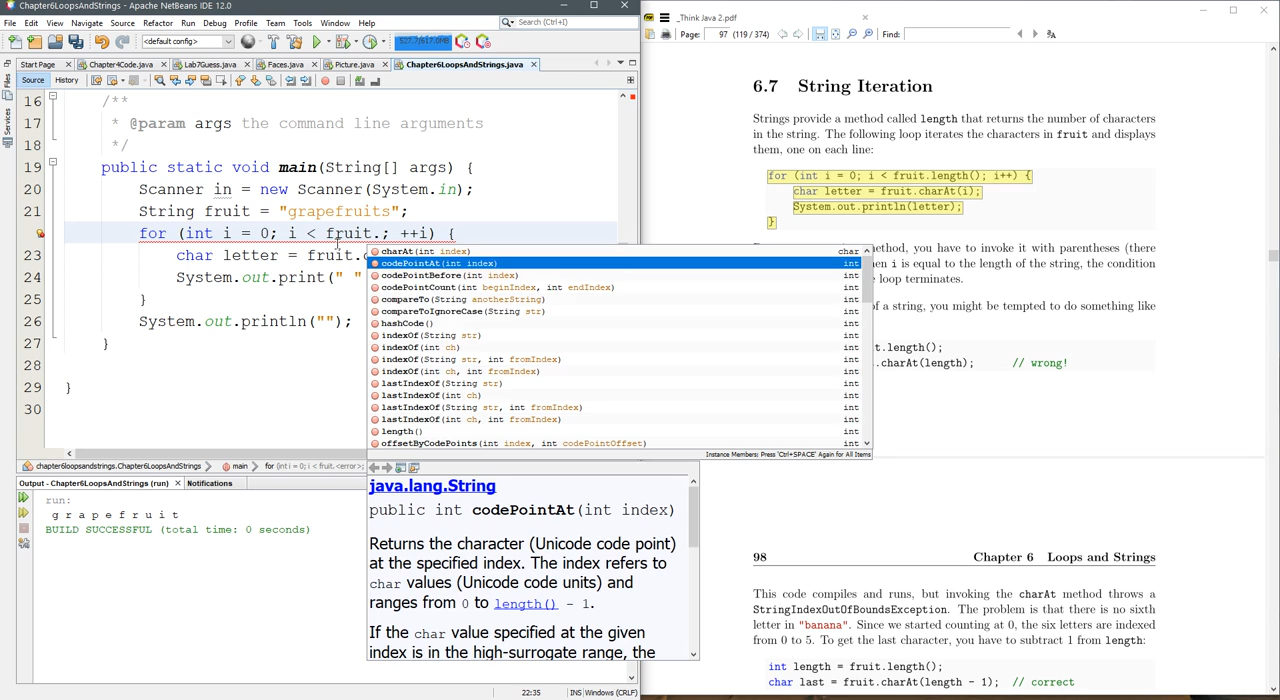 Chapter6LoopsAndStrings - Apache NetBeans IDE 12.0
File Edit View Navigate Source Refactor Run Debug Profile Team Tools Window Help
Search (Ctrl+I)
<default config>
527.7/617.0MB
Start Page
Chapter4Code.java
Lab7Guess.java
Faces.java
Picture.java
Chapter6LoopsAndStrings.java
Source History
Files
Services
16 /**
17 * @param args the command line arguments
18 */
19 public static void main(String[] args) {
20 Scanner in = new Scanner(System.in);
21 String fruit = "grapefruits";
22 for (int i = 0; i < fruit.; ++i) {
23 char letter = fruit.
24 System.out.print(" "
25 }
26 System.out.println("");
27 }
28
29 }
30
charAt(int index) char
codePointAt(int index) int
codePointBefore(int index) int
codePointCount(int beginIndex, int endIndex) int
compareTo(String anotherString) int
compareToIgnoreCase(String str) int
hashCode() int
indexOf(String str) int
indexOf(int ch) int
indexOf(String str, int fromIndex) int
indexOf(int ch, int fromIndex) int
lastIndexOf(String str) int
lastIndexOf(int ch) int
lastIndexOf(String str, int fromIndex) int
lastIndexOf(int ch, int fromIndex) int
length() int
offsetByCodePoints(int index, int codePointOffset) int
Instance Members: Press 'Ctrl+SPACE' Again for All Items
java.lang.String
public int codePointAt(int index)
Returns the character (Unicode code point)
at the specified index. The index refers to
char values (Unicode code units) and
ranges from 0 to length() - 1.
If the char value specified at the given
index is in the high-surrogate range, the
chapter6loopsandstrings.Chapter6LoopsAndStrings
main
for (int i = 0; i < fruit.<error>;
Output - Chapter6LoopsAndStrings (run)
Notifications
run:
g r a p e f r u i t
BUILD SUCCESSFUL (total time: 0 seconds)
22:35
INS
Windows (CRLF)
_Think Java 2.pdf
Page: 97 (119 / 374)
Find:
6.7 String Iteration
Strings provide a method called length that returns the number of characters
in the string. The following loop iterates the characters in fruit and displays
them, one on each line:
for (int i = 0; i < fruit.length(); i++) {
char letter = fruit.charAt(i);
System.out.println(letter);
}
method, you have to invoke it with parentheses (there
hen i is equal to the length of the string, the condition
e loop terminates.
of a string, you might be tempted to do something like
uit.length();
s.charAt(length); // wrong!
98 Chapter 6 Loops and Strings
This code compiles and runs, but invoking the charAt method throws a
StringIndexOutOfBoundsException. The problem is that there is no sixth
letter in "banana". Since we started counting at 0, the six letters are indexed
from 0 to 5. To get the last character, you have to subtract 1 from length:
int length = fruit.length();
char last = fruit.charAt(length - 1); // correct